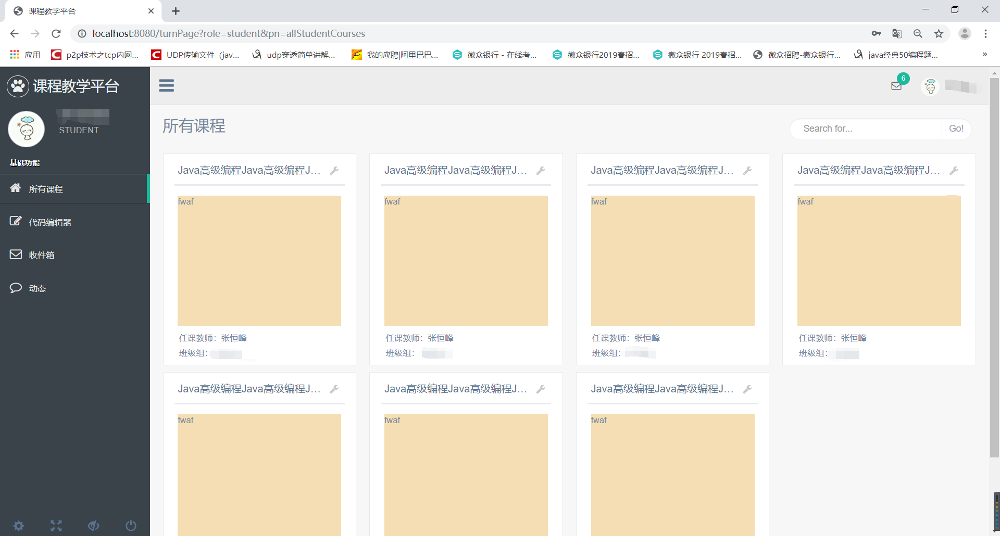 课程教学平台
localhost:8080/turnPage?role=student&pn=allStudentCourses
应用 p2p技术之tcp内网... UDP传输文件（jav... udp穿透简单讲解... 我的应聘|阿里巴巴... 微众银行 - 在线考... 微众银行2019春招... 微众银行 2019春招... 微众招聘-微众银行... java经典50编程题... »
课程教学平台
6
STUDENT
基础功能
所有课程
代码编辑器
收件箱
动态
所有课程
Search for... Go!
Java高级编程Java高级编程J... Java高级编程Java高级编程J... Java高级编程Java高级编程J... Java高级编程Java高级编程J...
fwaf fwaf fwaf fwaf
任课教师：张恒峰 任课教师：张恒峰 任课教师：张恒峰 任课教师：张恒峰
班级组： 班级组： 班级组： 班级组：
Java高级编程Java高级编程J... Java高级编程Java高级编程J... Java高级编程Java高级编程J...
fwaf fwaf fwaf